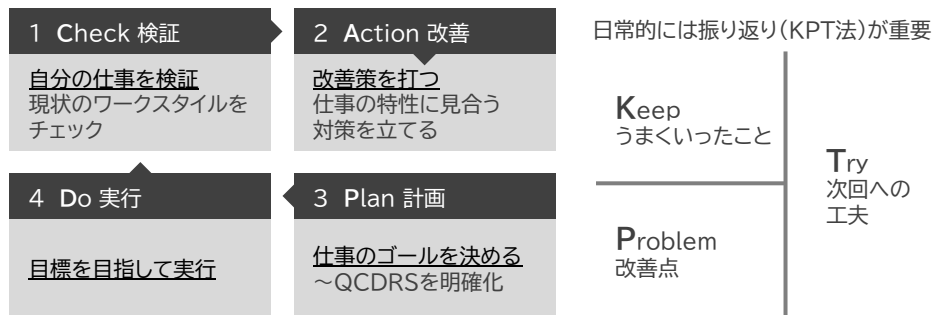 1 Check 検証
自分の仕事を検証
現状のワークスタイルを
チェック
2 Action 改善
改善策を打つ
仕事の特性に見合う
対策を立てる
4 Do 実行
目標を目指して実行
3 Plan 計画
仕事のゴールを決める
～QCDRSを明確化
日常的には振り返り(KPT法)が重要
Keep
うまくいったこと
Problem
改善点
Try
次回への
工夫